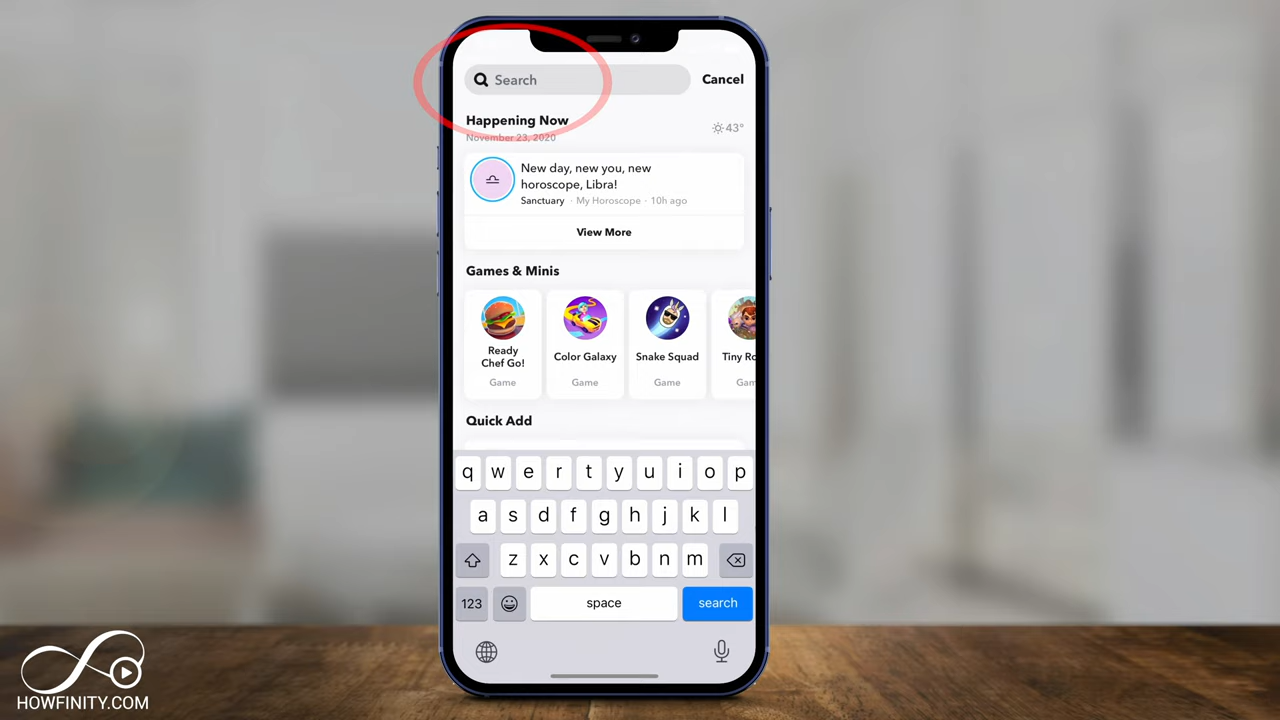 Search
Cancel
Happening Now
November 23, 2020
43°
New day, new you, new
horoscope, Libra!
Sanctuary · My Horoscope · 10h ago
View More
Games & Minis
Ready
Chef Go!
Game
Color Galaxy
Game
Snake Squad
Game
Tiny Ro
Gam
Quick Add
q w e r t y u i o p
a s d f g h j k l
z x c v b n m
123
space
search
HOWFINITY.COM